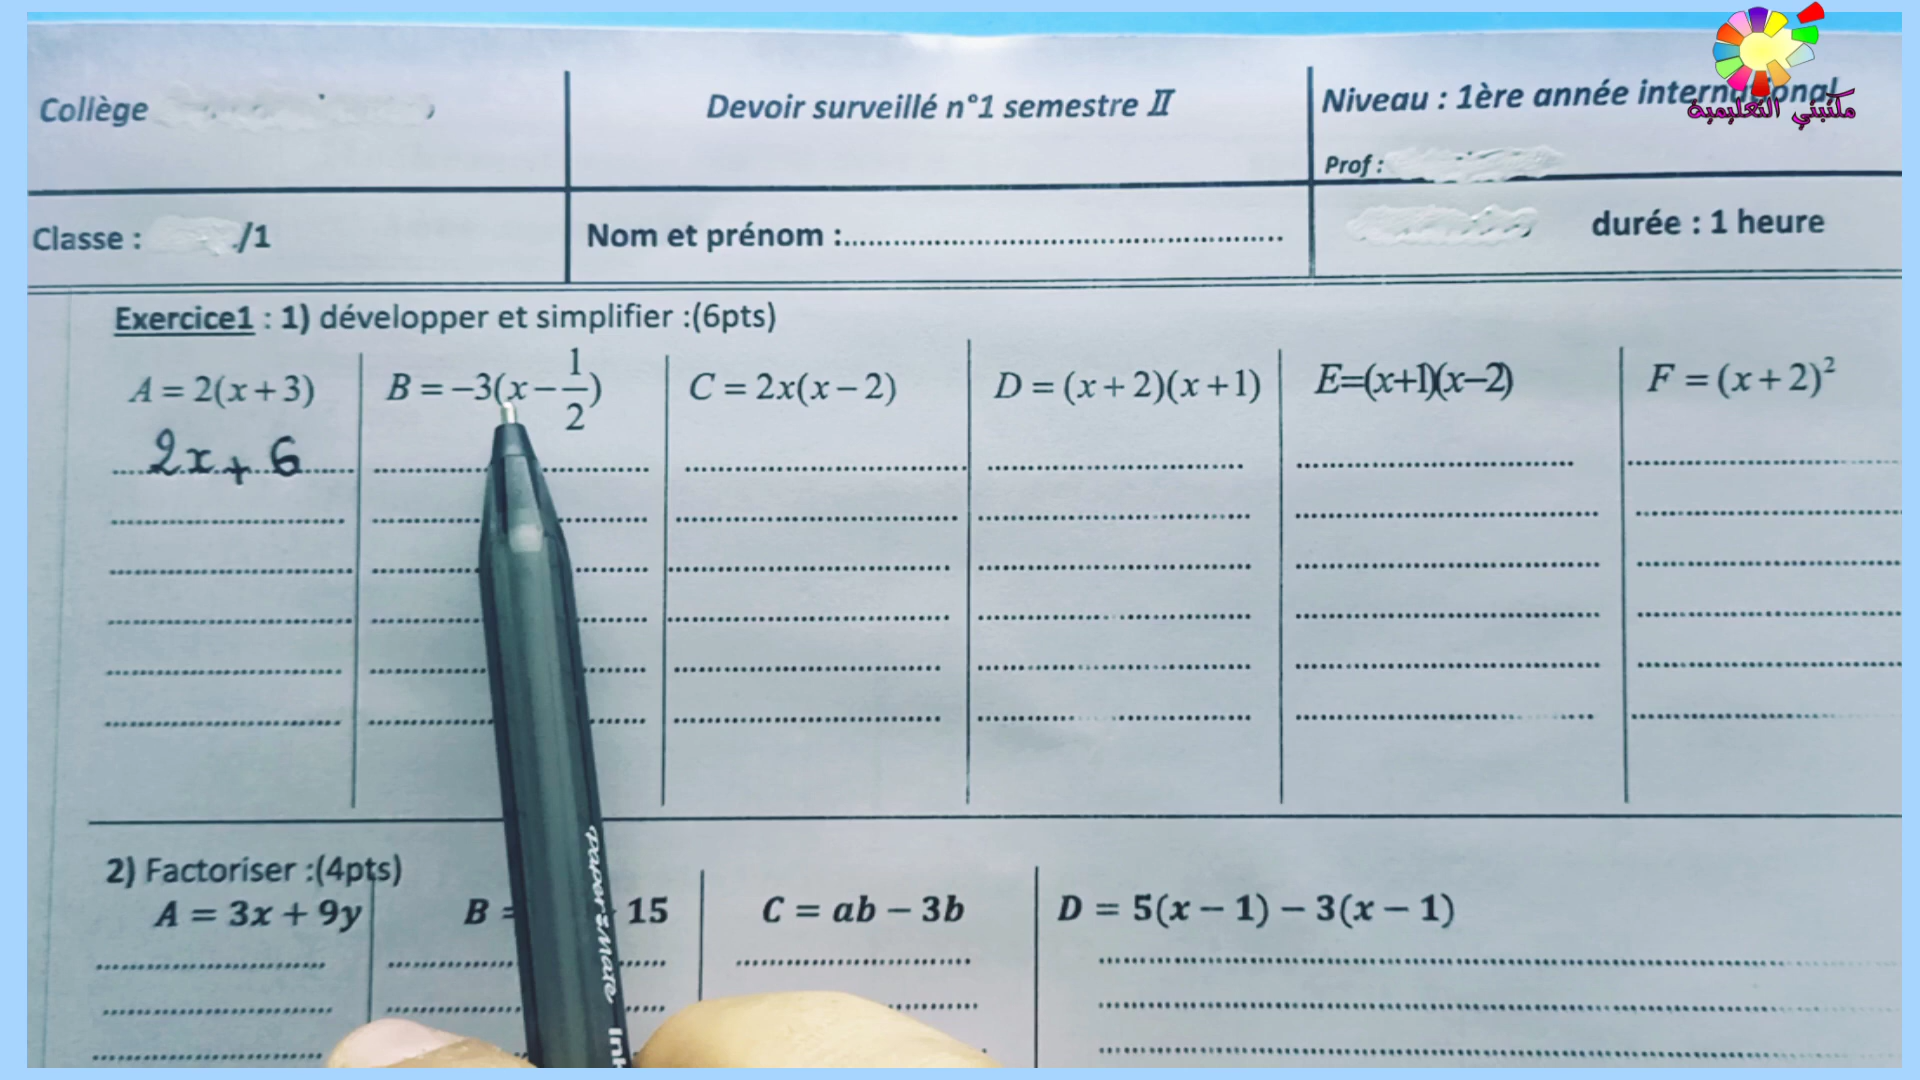 مكتبتي التعليمية
Collège
Devoir surveillé n°1 semestre II
Niveau : 1ère année international
Prof :
Classe : /1
Nom et prénom :
durée : 1 heure
Exercice1 : 1) développer et simplifier :(6pts)
A = 2(x+3)
B = −3(x−1/2)
C = 2x(x−2)
D = (x+2)(x+1)
E=(x+1)(x−2)
F = (x+2)²
2x + 6
2) Factoriser :(4pts)
A = 3x + 9y
B = 15
C = ab − 3b
D = 5(x − 1) − 3(x − 1)
papermate
Ink